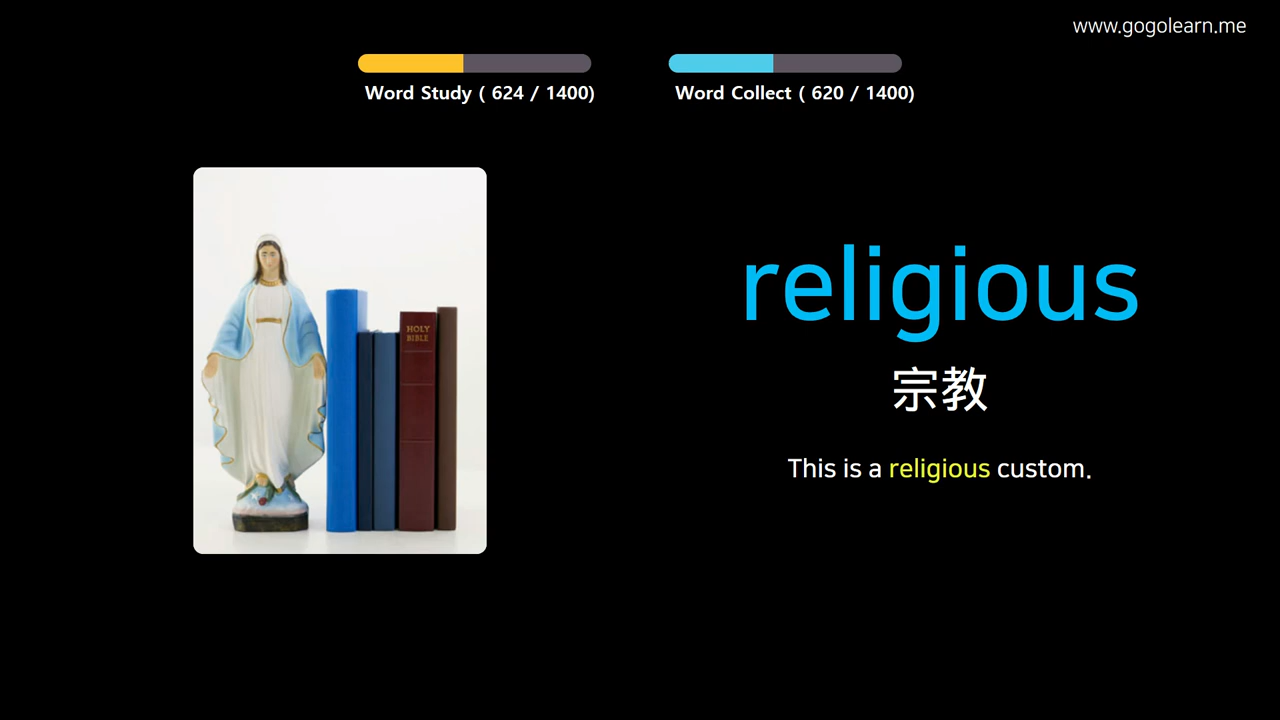 www.gogolearn.me
Word Study ( 624 / 1400)
Word Collect ( 620 / 1400)
HOLY
BIBLE
religious
宗教
This is a religious custom.